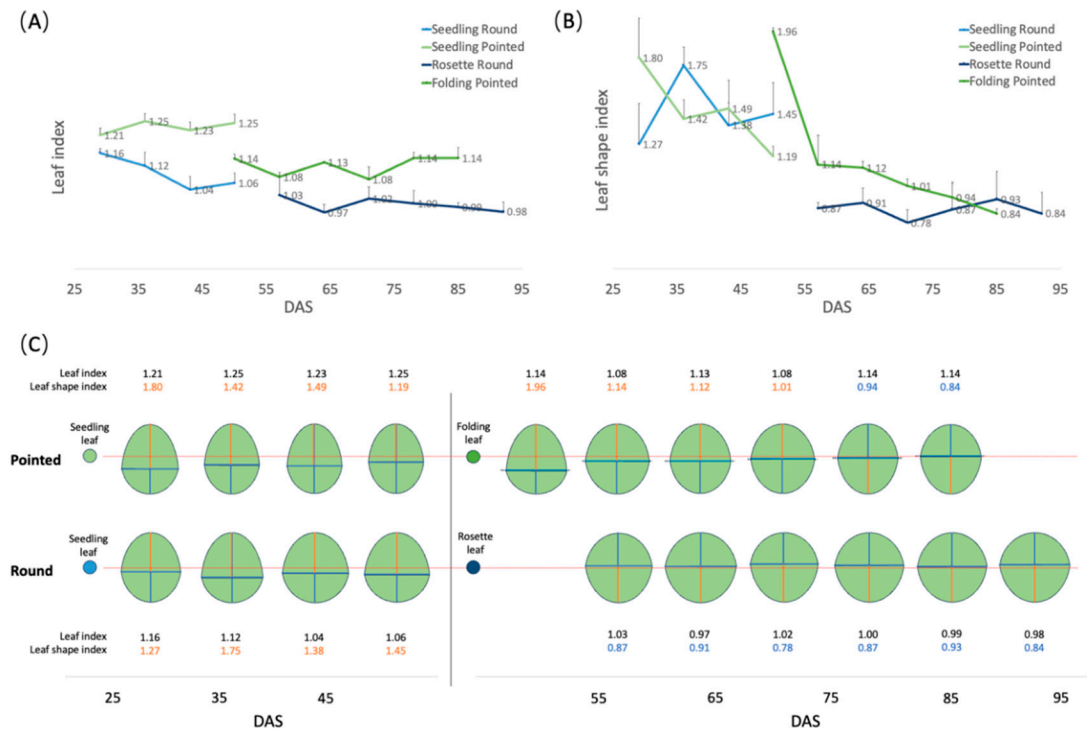 (A)
Seedling Round
Seedling Pointed
Rosette Round
Folding Pointed
Leaf index
1.21 1.25 1.23 1.25
1.16 1.12 1.04 1.06
1.14 1.08 1.13 1.08 1.14 1.14
1.03 0.97 1.02 1.00 0.99 0.98
25 35 45 55 65 75 85 95
DAS
(B)
Seedling Round
Seedling Pointed
Rosette Round
Folding Pointed
Leaf shape index
1.80 1.42 1.49 1.19
1.27 1.75 1.38 1.45
1.96 1.14 1.12 1.01 0.94 0.84
0.87 0.91 0.78 0.87 0.93 0.84
25 35 45 55 65 75 85 95
DAS
(C)
Leaf index 1.21 1.25 1.23 1.25 1.14 1.08 1.13 1.08 1.14 1.14
Leaf shape index 1.80 1.42 1.49 1.19 1.96 1.14 1.12 1.01 0.94 0.84
Seedling
leaf
Folding
leaf
Pointed
Seedling
leaf
Rosette
leaf
Round
Leaf index 1.16 1.12 1.04 1.06 1.03 0.97 1.02 1.00 0.99 0.98
Leaf shape index 1.27 1.75 1.38 1.45 0.87 0.91 0.78 0.87 0.93 0.84
25 35 45 55 65 75 85 95
DAS DAS